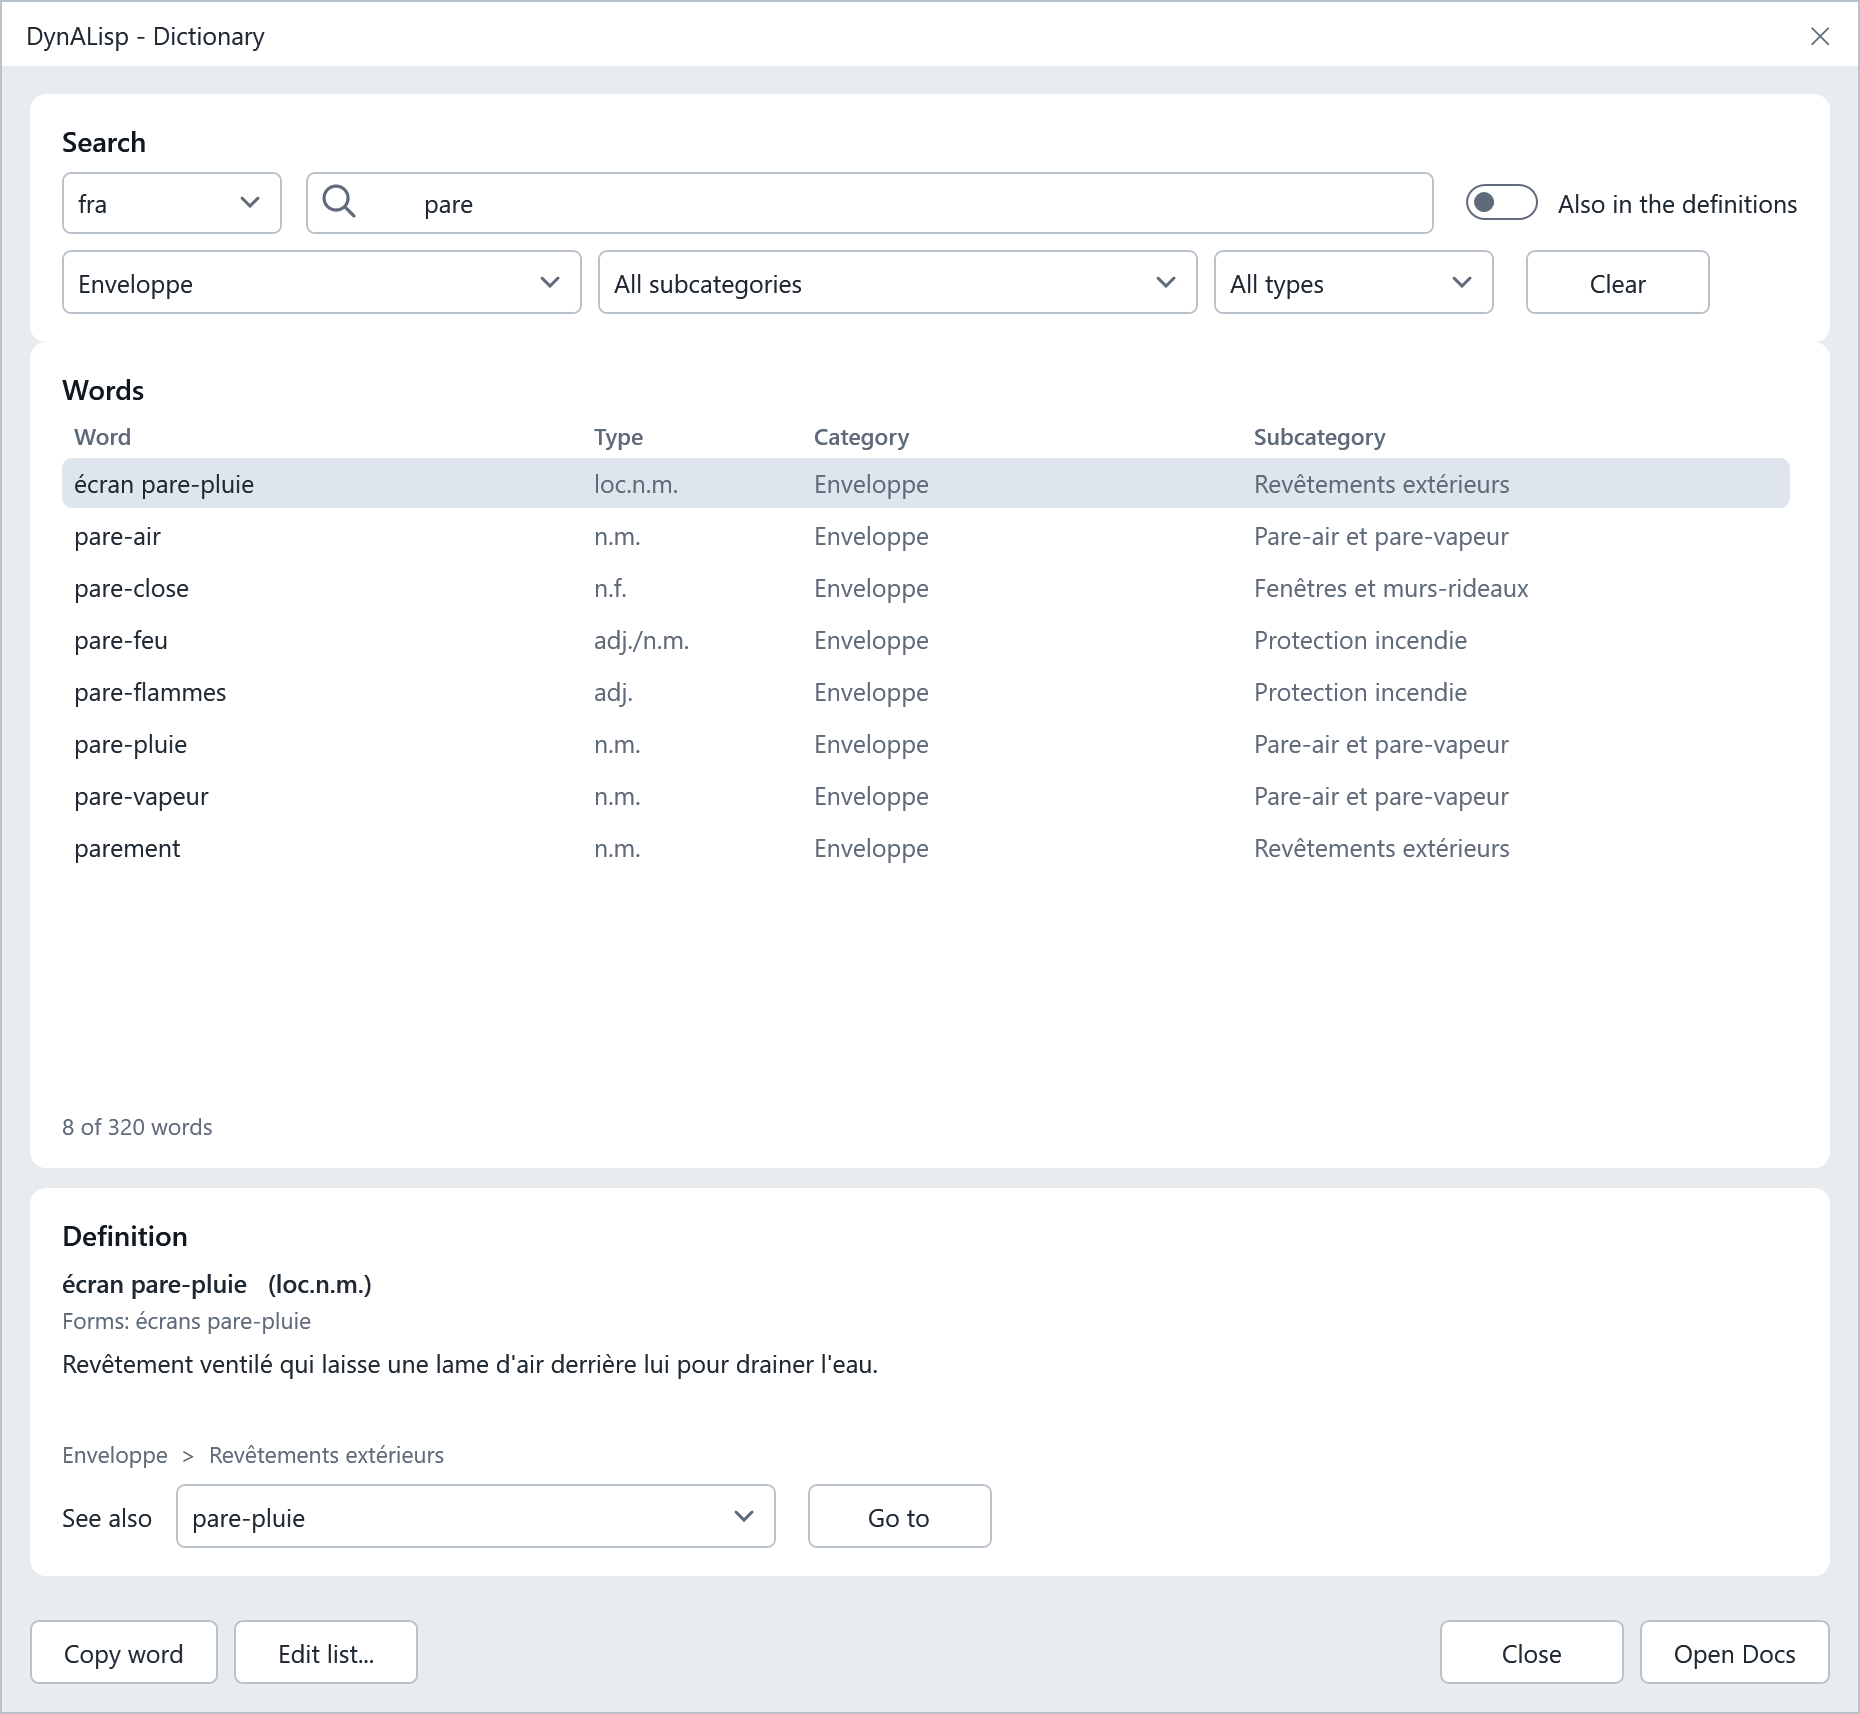 DynALisp - Dictionary
Search
fra
pare
Also in the definitions
Enveloppe
All subcategories
All types
Clear
Words
Word Type Category Subcategory
écran pare-pluie loc.n.m. Enveloppe Revêtements extérieurs
pare-air n.m. Enveloppe Pare-air et pare-vapeur
pare-close n.f. Enveloppe Fenêtres et murs-rideaux
pare-feu adj./n.m. Enveloppe Protection incendie
pare-flammes adj. Enveloppe Protection incendie
pare-pluie n.m. Enveloppe Pare-air et pare-vapeur
pare-vapeur n.m. Enveloppe Pare-air et pare-vapeur
parement n.m. Enveloppe Revêtements extérieurs
8 of 320 words
Definition
écran pare-pluie (loc.n.m.)
Forms: écrans pare-pluie
Revêtement ventilé qui laisse une lame d'air derrière lui pour drainer l'eau.
Enveloppe > Revêtements extérieurs
See also pare-pluie Go to
Copy word Edit list... Close Open Docs